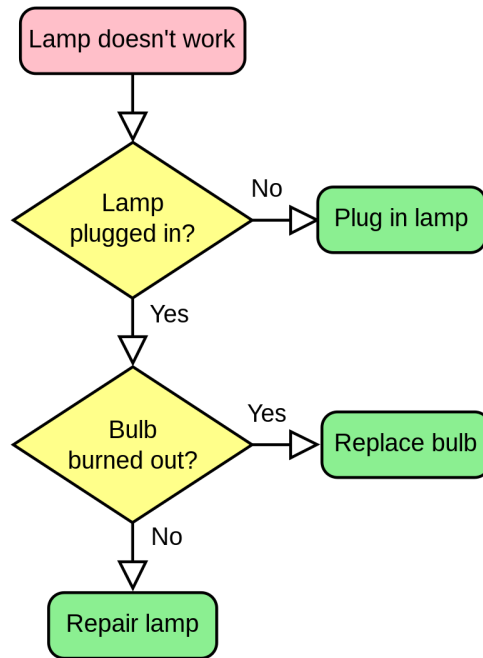 Lamp doesn't work
Lamp
plugged in?
No
Plug in lamp
Yes
Bulb
burned out?
Yes
Replace bulb
No
Repair lamp